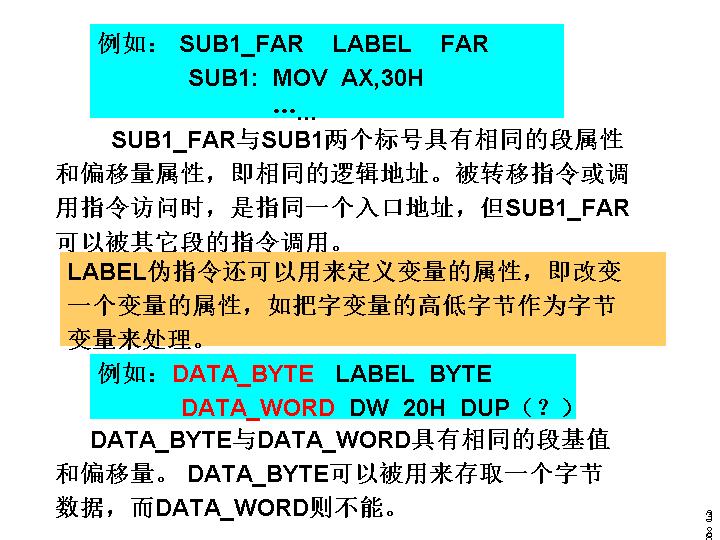 例如： SUB1_FAR LABEL FAR
SUB1: MOV AX,30H
……
SUB1_FAR与SUB1两个标号具有相同的段属性
和偏移量属性，即相同的逻辑地址。被转移指令或调
用指令访问时，是指同一个入口地址，但SUB1_FAR
可以被其它段的指令调用。
LABEL伪指令还可以用来定义变量的属性，即改变
一个变量的属性，如把字变量的高低字节作为字节
变量来处理。
例如：DATA_BYTE LABEL BYTE
DATA_WORD DW 20H DUP（？）
DATA_BYTE与DATA_WORD具有相同的段基值
和偏移量。 DATA_BYTE可以被用来存取一个字节
数据，而DATA_WORD则不能。